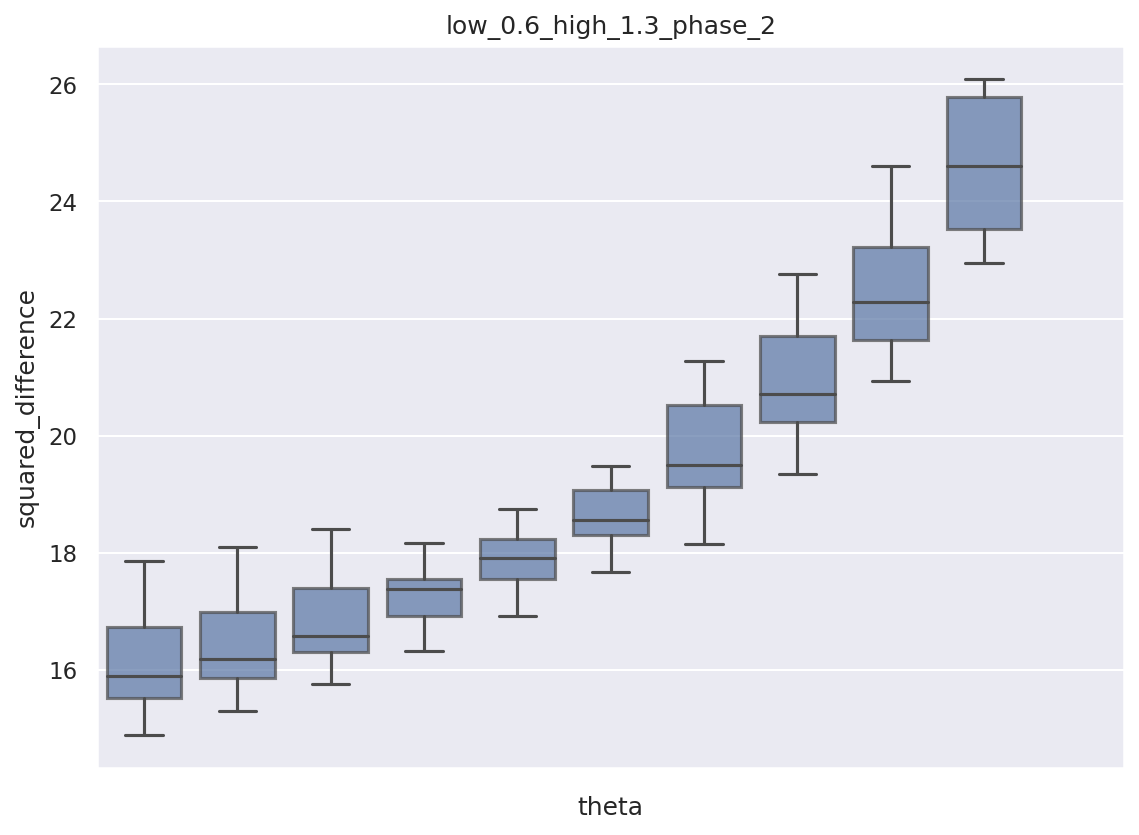 low_0.6_high_1.3_phase_2
26
24
22
20
18
16
squared_difference
theta